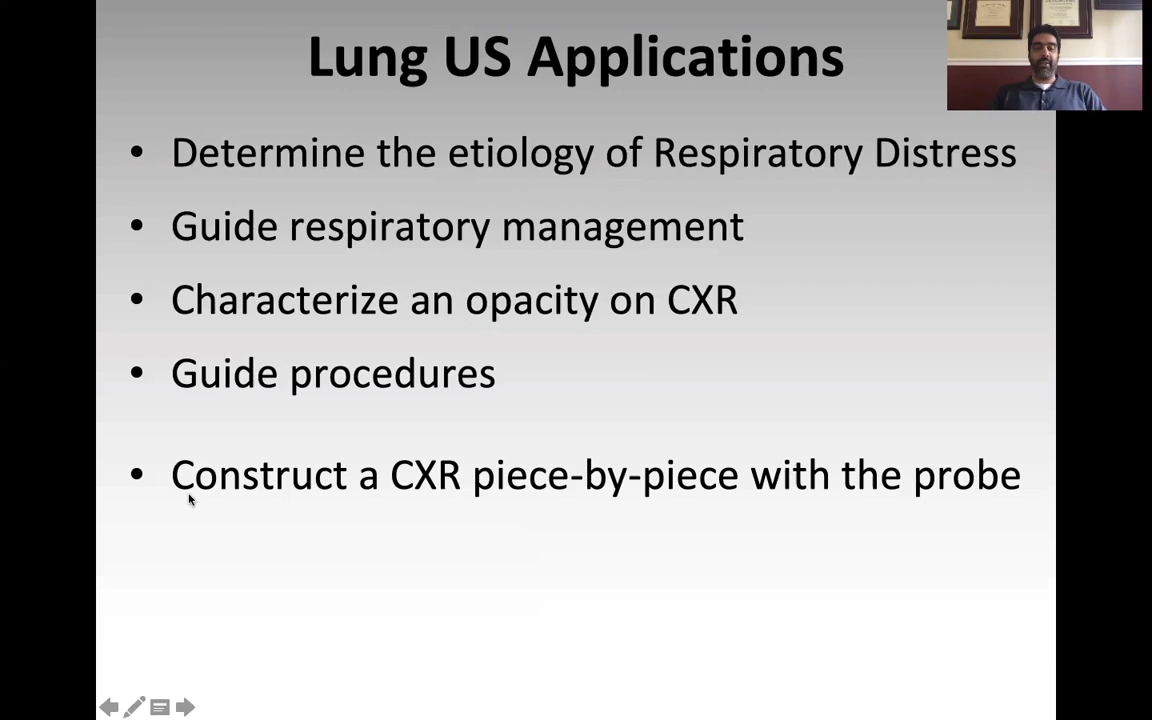 Lung US Applications
• Determine the etiology of Respiratory Distress
• Guide respiratory management
• Characterize an opacity on CXR
• Guide procedures
• Construct a CXR piece-by-piece with the probe